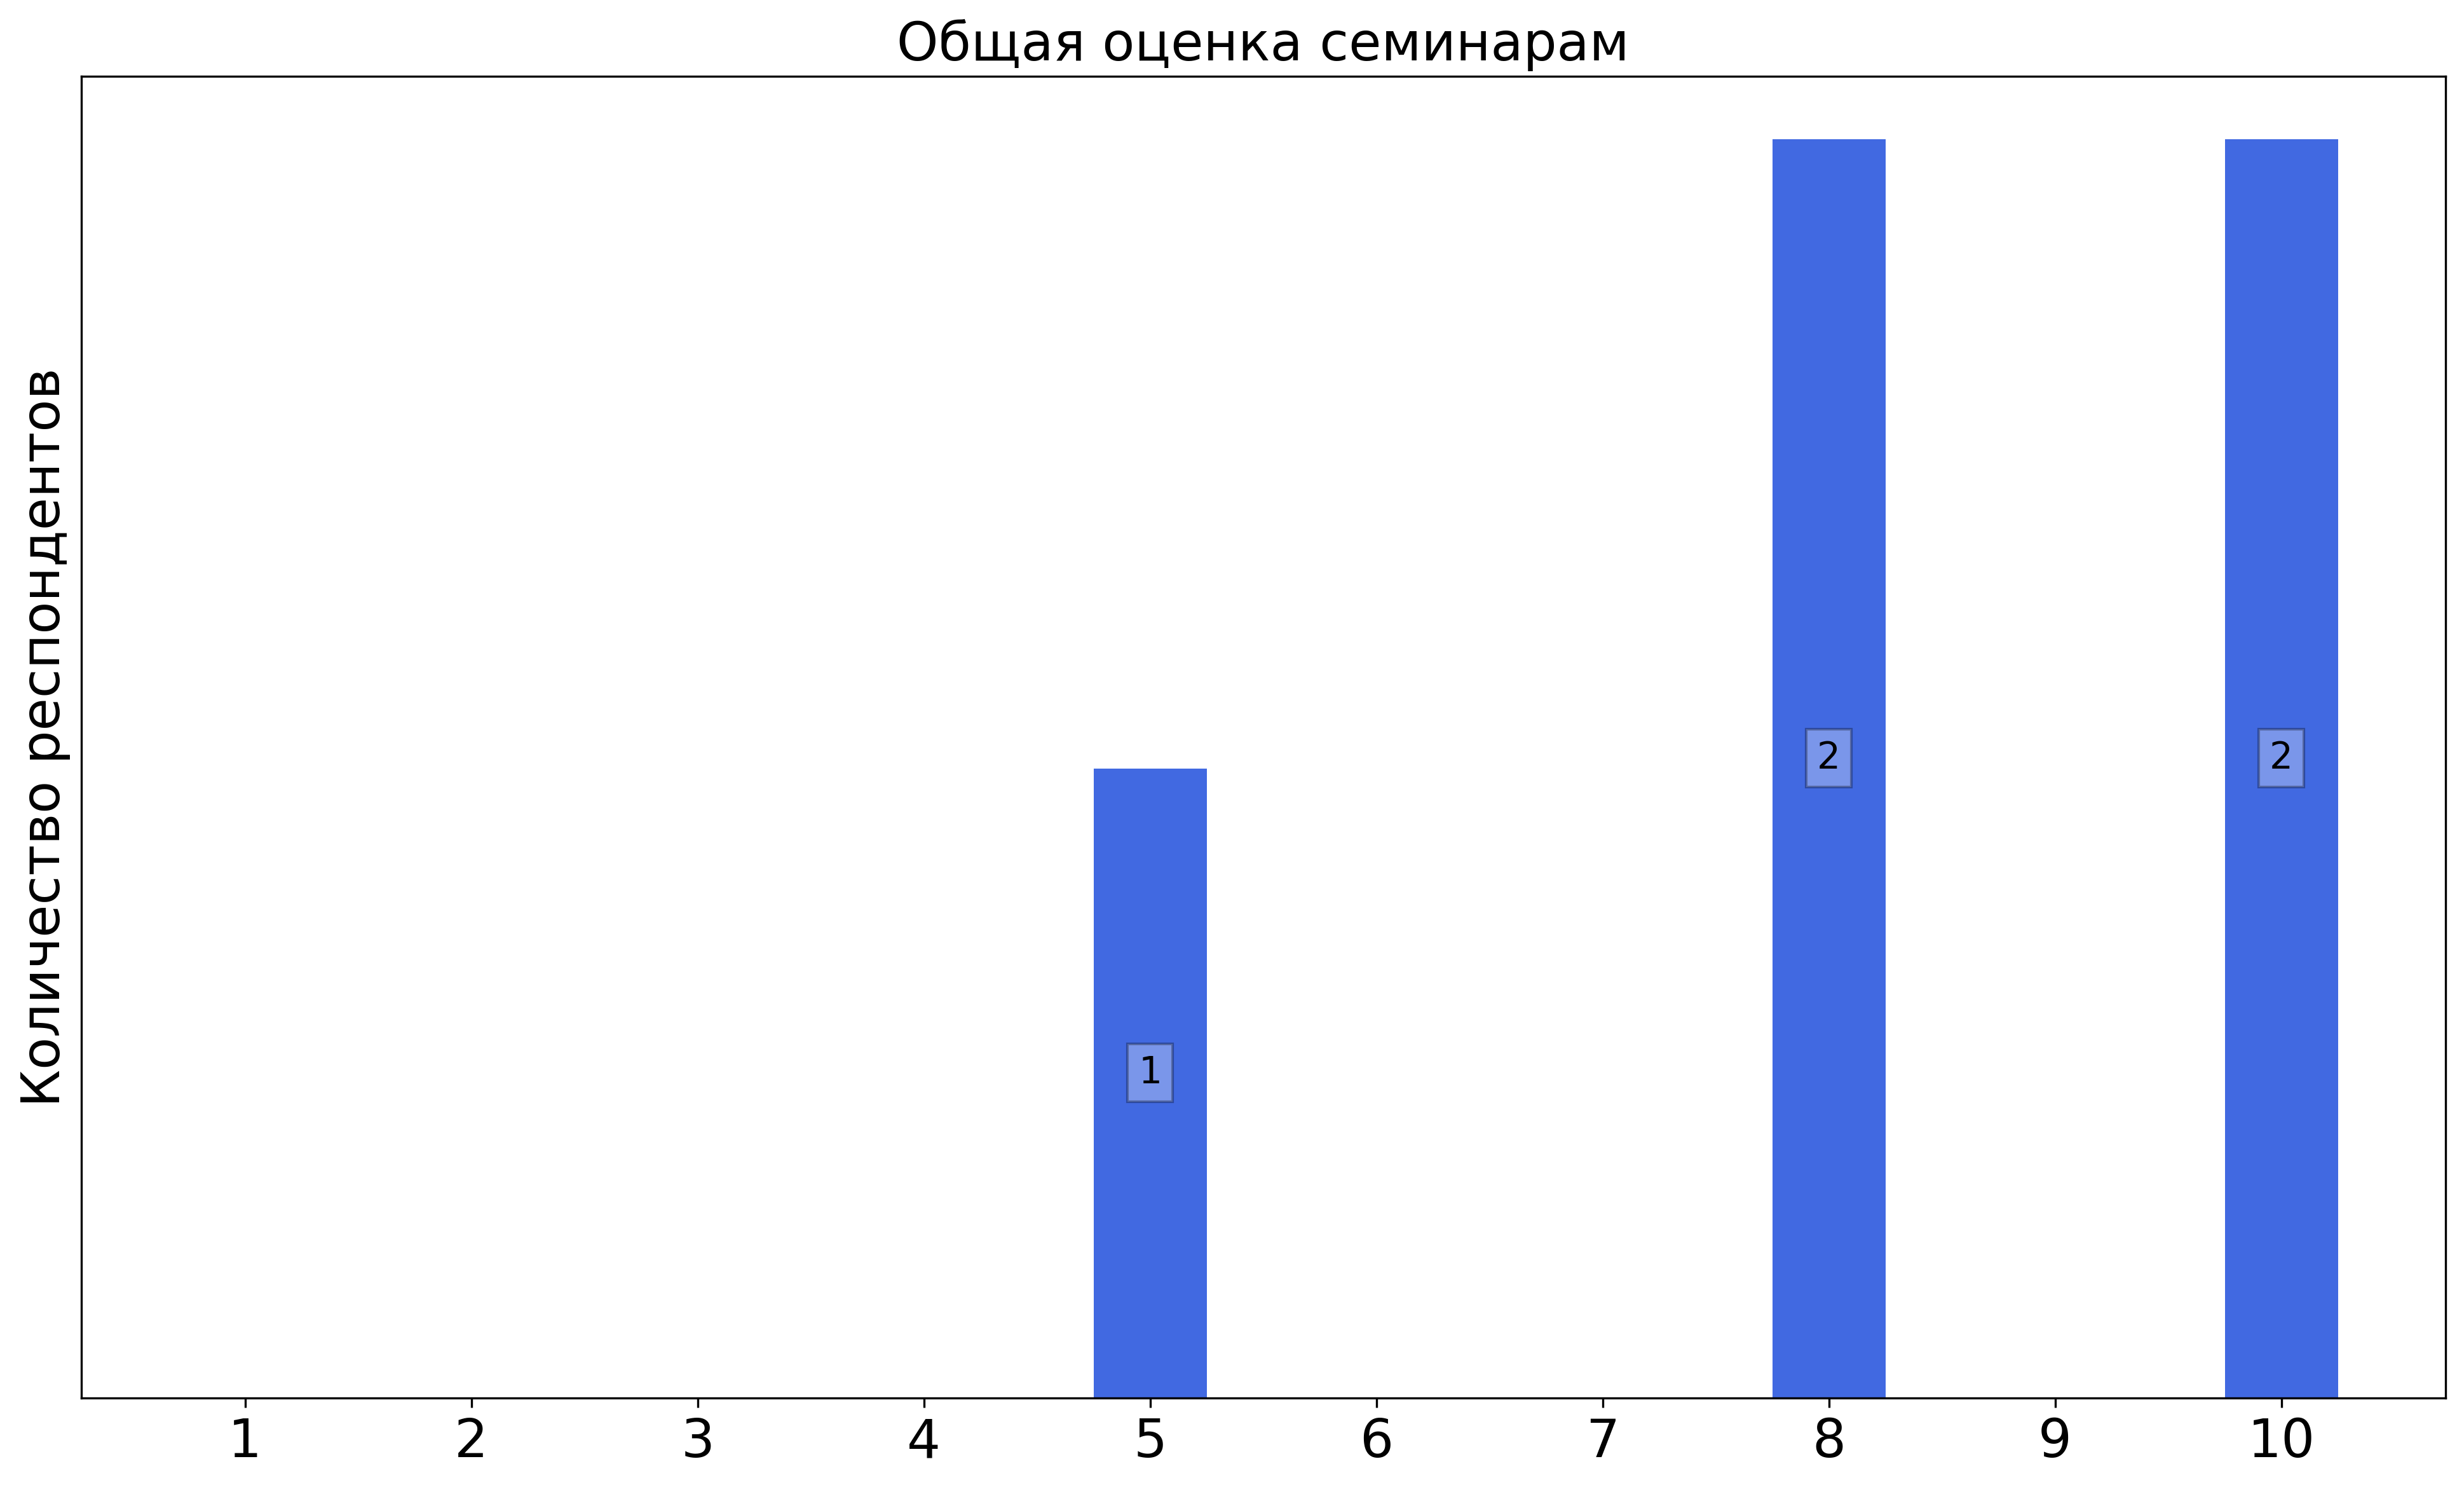 Общая оценка семинарам
Количество респондентов
2
2
1
1 2 3 4 5 6 7 8 9 10